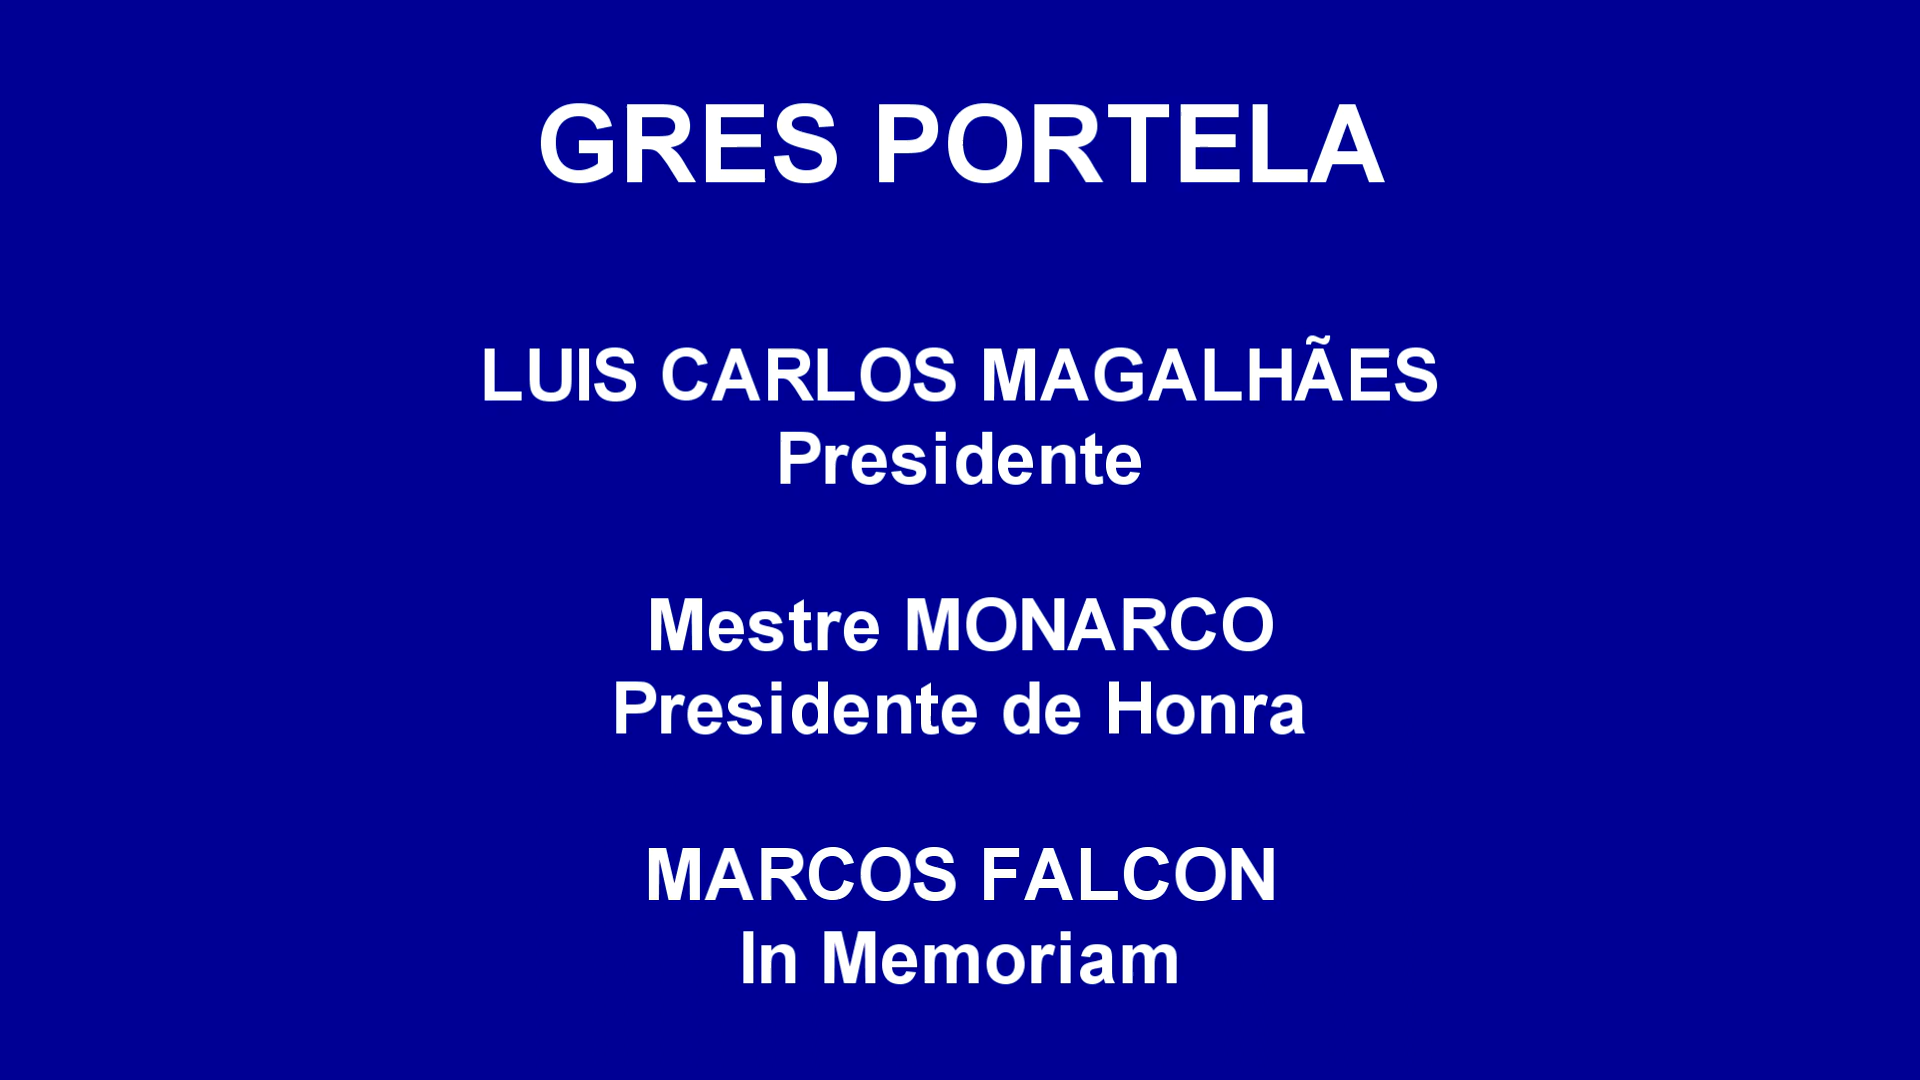 GRES PORTELA
LUIS CARLOS MAGALHÃES
Presidente
Mestre MONARCO
Presidente de Honra
MARCOS FALCON
In Memoriam